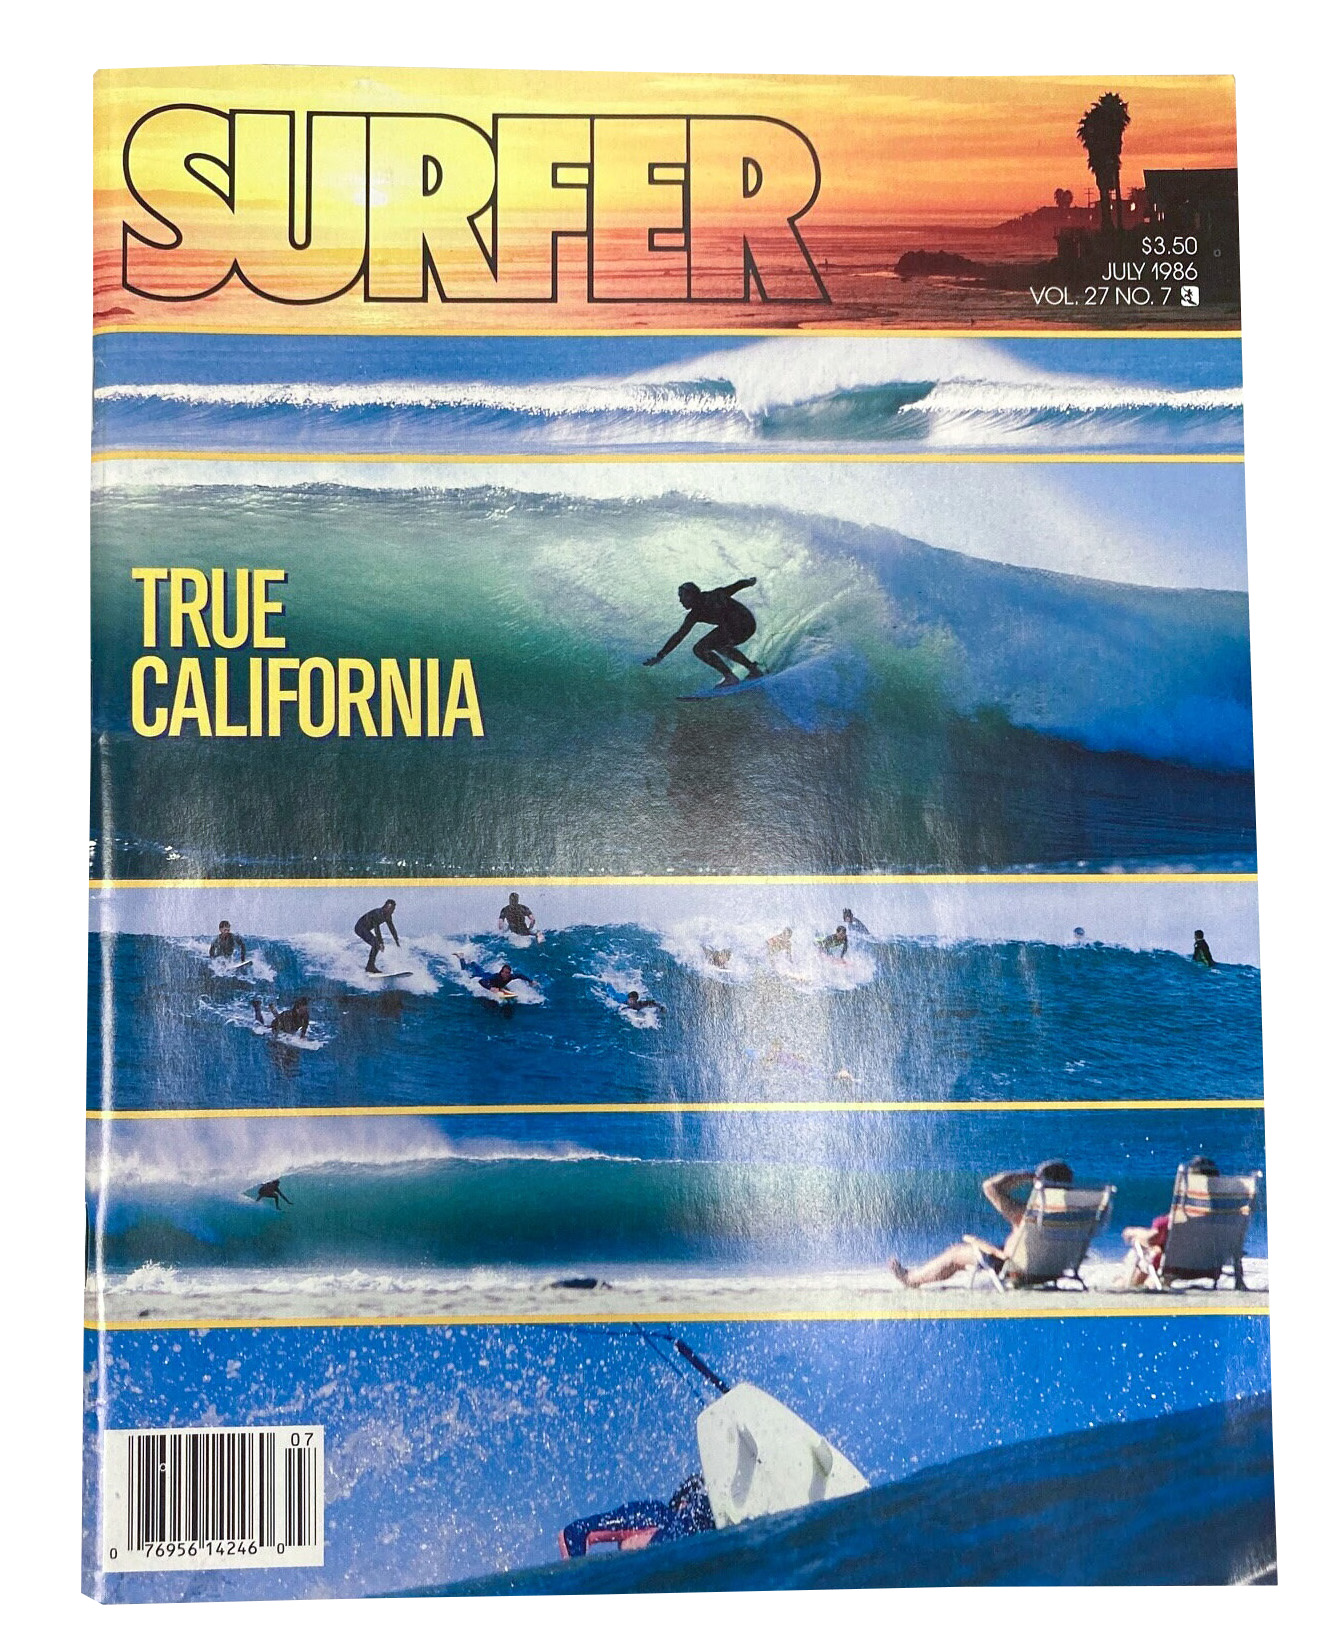 SURFER
$3.50
JULY 1986
VOL. 27 NO. 7
TRUE
CALIFORNIA
07
0 76956 14246 0